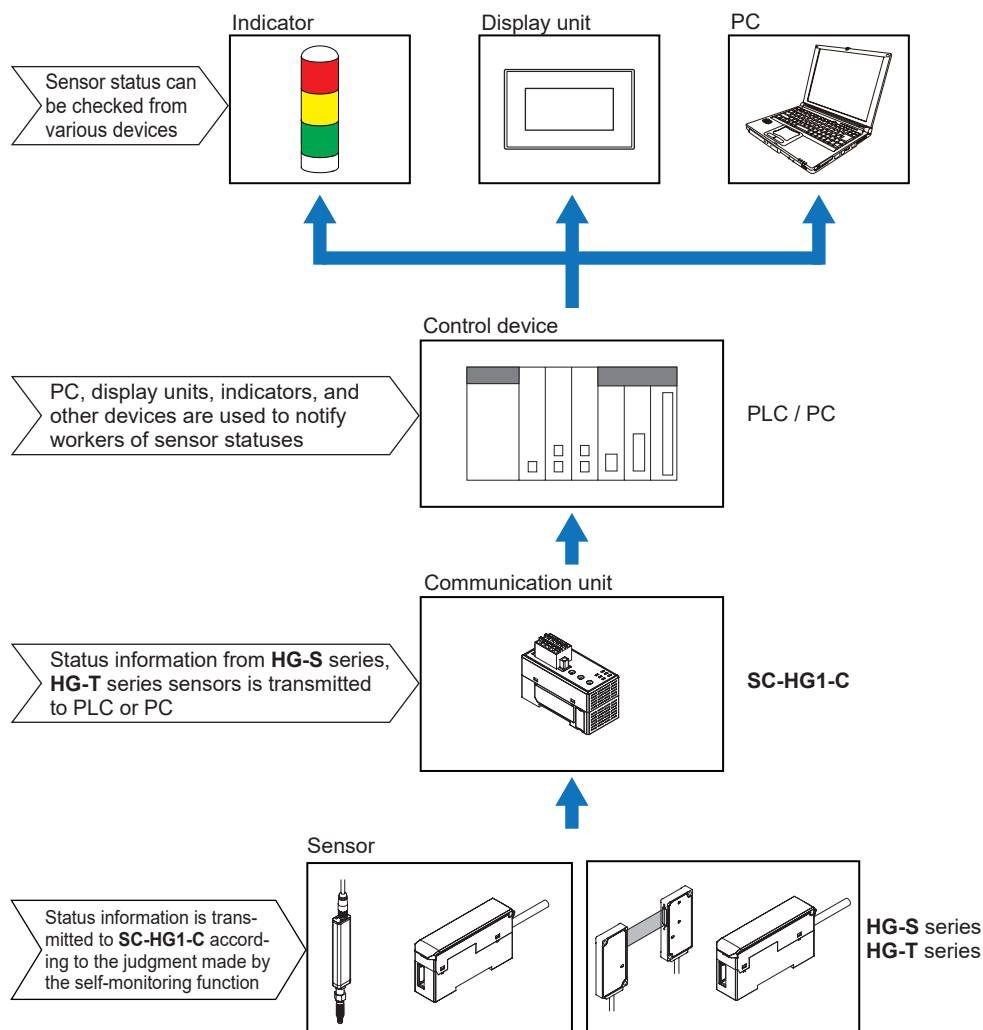 Indicator
Display unit
PC
Sensor status can
be checked from
various devices
Control device
PC, display units, indicators, and
other devices are used to notify
workers of sensor statuses
PLC / PC
Communication unit
Status information from HG-S series,
HG-T series sensors is transmitted
to PLC or PC
SC-HG1-C
Sensor
Status information is trans-
mitted to SC-HG1-C accord-
ing to the judgment made by
the self-monitoring function
HG-S series
HG-T series